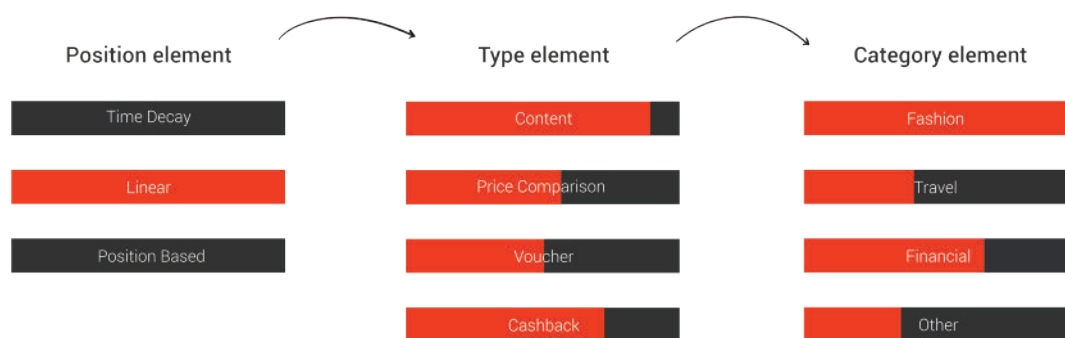 Position element
Time Decay
Linear
Position Based
Type element
Content
Price Comparison
Voucher
Cashback
Category element
Fashion
Travel
Financial
Other